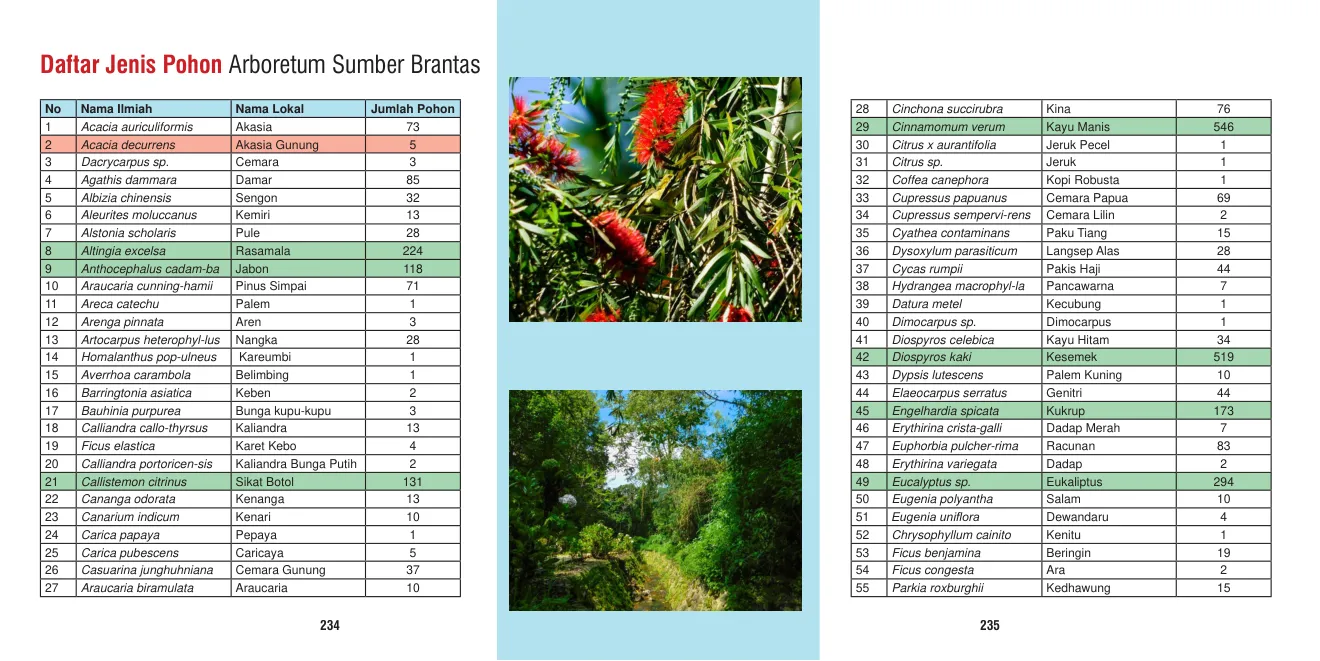 Daftar Jenis Pohon Arboretum Sumber Brantas
No Nama Ilmiah Nama Lokal Jumlah Pohon
1 Acacia auriculiformis Akasia 73
2 Acacia decurrens Akasia Gunung 5
3 Dacrycarpus sp. Cemara 3
4 Agathis dammara Damar 85
5 Albizia chinensis Sengon 32
6 Aleurites moluccanus Kemiri 13
7 Alstonia scholaris Pule 28
8 Altingia excelsa Rasamala 224
9 Anthocephalus cadam-ba Jabon 118
10 Araucaria cunning-hamii Pinus Simpai 71
11 Areca catechu Palem 1
12 Arenga pinnata Aren 3
13 Artocarpus heterophyl-lus Nangka 28
14 Homalanthus pop-ulneus Kareumbi 1
15 Averrhoa carambola Belimbing 1
16 Barringtonia asiatica Keben 2
17 Bauhinia purpurea Bunga kupu-kupu 3
18 Calliandra callo-thyrsus Kaliandra 13
19 Ficus elastica Karet Kebo 4
20 Calliandra portoricen-sis Kaliandra Bunga Putih 2
21 Callistemon citrinus Sikat Botol 131
22 Cananga odorata Kenanga 13
23 Canarium indicum Kenari 10
24 Carica papaya Pepaya 1
25 Carica pubescens Caricaya 5
26 Casuarina junghuhniana Cemara Gunung 37
27 Araucaria biramulata Araucaria 10
234
28 Cinchona succirubra Kina 76
29 Cinnamomum verum Kayu Manis 546
30 Citrus x aurantifolia Jeruk Pecel 1
31 Citrus sp. Jeruk 1
32 Coffea canephora Kopi Robusta 1
33 Cupressus papuanus Cemara Papua 69
34 Cupressus sempervi-rens Cemara Lilin 2
35 Cyathea contaminans Paku Tiang 15
36 Dysoxylum parasiticum Langsep Alas 28
37 Cycas rumpii Pakis Haji 44
38 Hydrangea macrophyl-la Pancawarna 7
39 Datura metel Kecubung 1
40 Dimocarpus sp. Dimocarpus 1
41 Diospyros celebica Kayu Hitam 34
42 Diospyros kaki Kesemek 519
43 Dypsis lutescens Palem Kuning 10
44 Elaeocarpus serratus Genitri 44
45 Engelhardia spicata Kukrup 173
46 Erythirina crista-galli Dadap Merah 7
47 Euphorbia pulcher-rima Racunan 83
48 Erythirina variegata Dadap 2
49 Eucalyptus sp. Eukaliptus 294
50 Eugenia polyantha Salam 10
51 Eugenia uniflora Dewandaru 4
52 Chrysophyllum cainito Kenitu 1
53 Ficus benjamina Beringin 19
54 Ficus congesta Ara 2
55 Parkia roxburghii Kedhawung 15
235